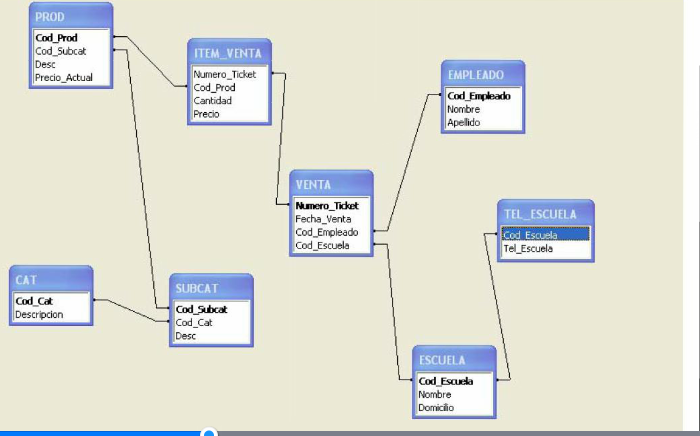 PROD
Cod_Prod
Cod_Subcat
Desc
Precio_Actual
ITEM_VENTA
Numero_Ticket
Cod_Prod
Cantidad
Precio
EMPLEADO
Cod_Empleado
Nombre
Apellido
VENTA
Numero_Ticket
Fecha_Venta
Cod_Empleado
Cod_Escuela
TEL_ESCUELA
Cod_Escuela
Tel_Escuela
CAT
Cod_Cat
Descripcion
SUBCAT
Cod_Subcat
Cod_Cat
Desc
ESCUELA
Cod_Escuela
Nombre
Domicilio